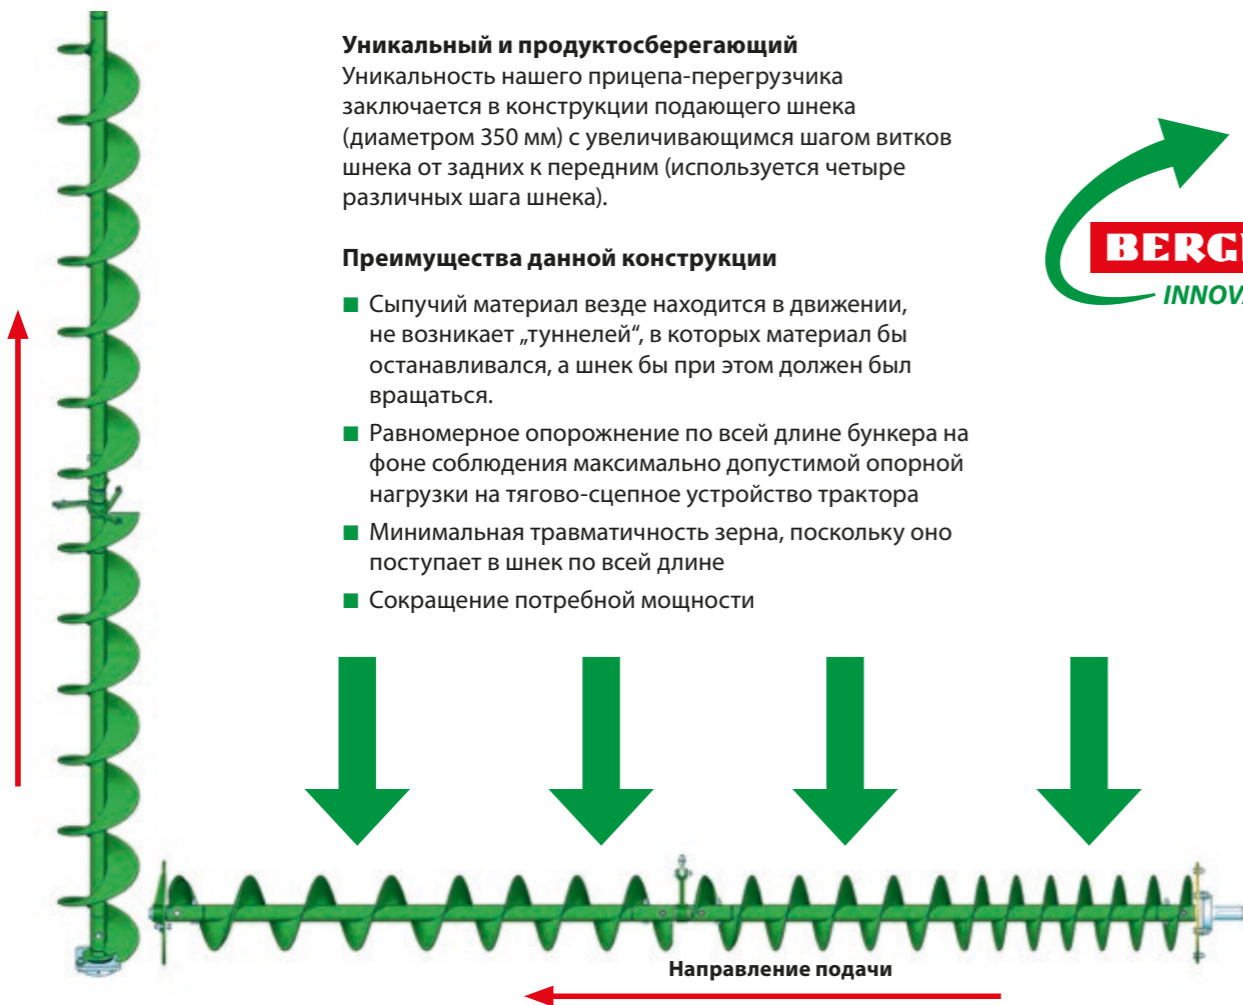 Уникальный и продуктосберегающий
Уникальность нашего прицепа-перегрузчика
заключается в конструкции подающего шнека
(диаметром 350 мм) с увеличивающимся шагом витков
шнека от задних к передним (используется четыре
различных шага шнека).
Преимущества данной конструкции
■ Сыпучий материал везде находится в движении,
не возникает „туннелей“, в которых материал бы
останавливался, а шнек бы при этом должен был
вращаться.
■ Равномерное опорожнение по всей длине бункера на
фоне соблюдения максимально допустимой опорной
нагрузки на тягово-сцепное устройство трактора
■ Минимальная травматичность зерна, поскольку оно
поступает в шнек по всей длине
■ Сокращение потребной мощности
Направление подачи